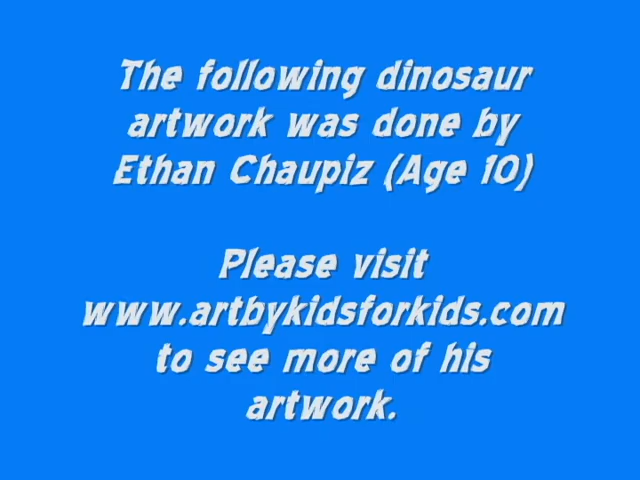 The following dinosaur
artwork was done by
Ethan Chaupiz (Age 10)
Please visit
www.artbykidsforkids.com
to see more of his
artwork.